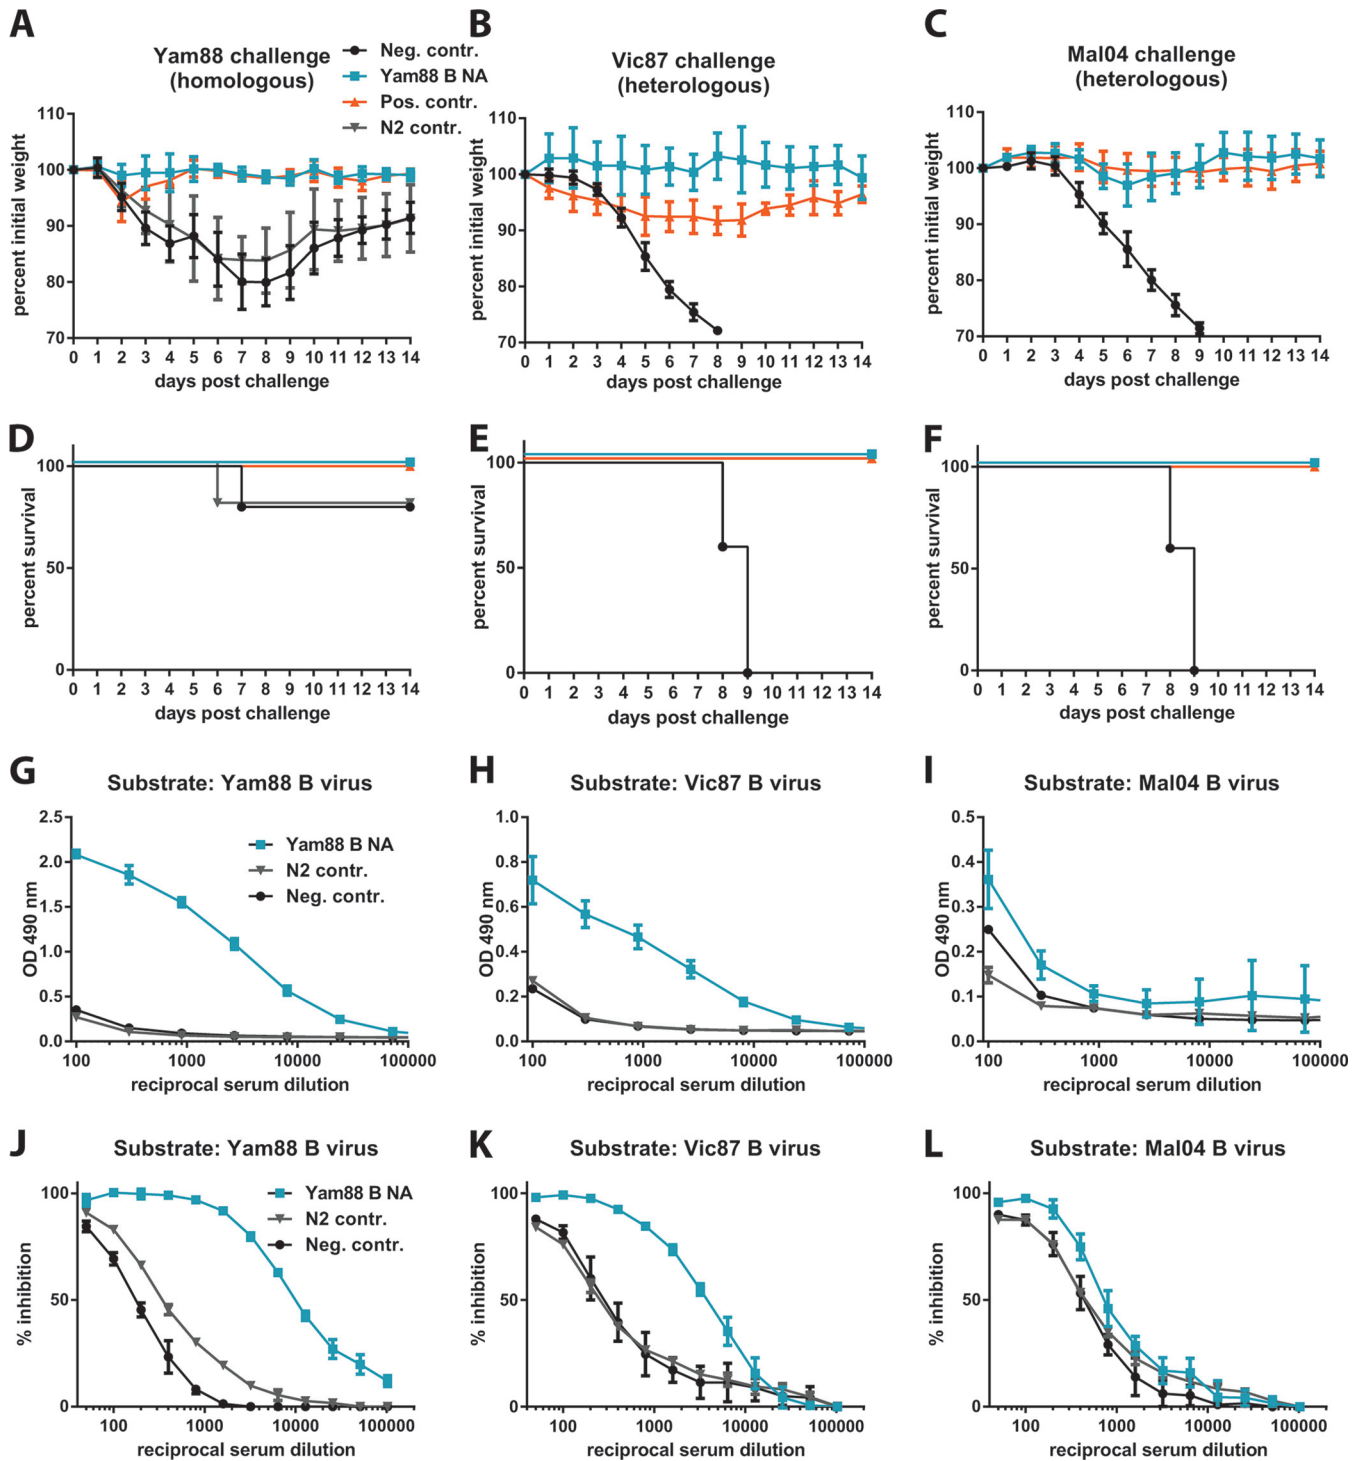 A
Yam88 challenge
(homologous)
Neg. contr.
Yam88 B NA
Pos. contr.
N2 contr.
percent initial weight
110
100
90
80
70
0 1 2 3 4 5 6 7 8 9 10 11 12 13 14
days post challenge
B
Vic87 challenge
(heterologous)
percent initial weight
110
100
90
80
70
0 1 2 3 4 5 6 7 8 9 10 11 12 13 14
days post challenge
C
Mal04 challenge
(heterologous)
percent initial weight
110
100
90
80
70
0 1 2 3 4 5 6 7 8 9 10 11 12 13 14
days post challenge
D
percent survival
100
50
0
0 1 2 3 4 5 6 7 8 9 10 11 12 13 14
days post challenge
E
percent survival
100
50
0
0 1 2 3 4 5 6 7 8 9 10 11 12 13 14
days post challenge
F
percent survival
100
50
0
0 1 2 3 4 5 6 7 8 9 10 11 12 13 14
days post challenge
G
Substrate: Yam88 B virus
Yam88 B NA
N2 contr.
Neg. contr.
OD 490 nm
2.5
2.0
1.5
1.0
0.5
0.0
100 1000 10000 100000
reciprocal serum dilution
H
Substrate: Vic87 B virus
OD 490 nm
1.0
0.8
0.6
0.4
0.2
0.0
100 1000 10000 100000
reciprocal serum dilution
I
Substrate: Mal04 B virus
OD 490 nm
0.5
0.4
0.3
0.2
0.1
0.0
100 1000 10000 100000
reciprocal serum dilution
J
Substrate: Yam88 B virus
Yam88 B NA
N2 contr.
Neg. contr.
% inhibition
100
50
0
100 1000 10000 100000
reciprocal serum dilution
K
Substrate: Vic87 B virus
% inhibition
100
50
0
100 1000 10000 100000
reciprocal serum dilution
L
Substrate: Mal04 B virus
% inhibition
100
50
0
100 1000 10000 100000
reciprocal serum dilution